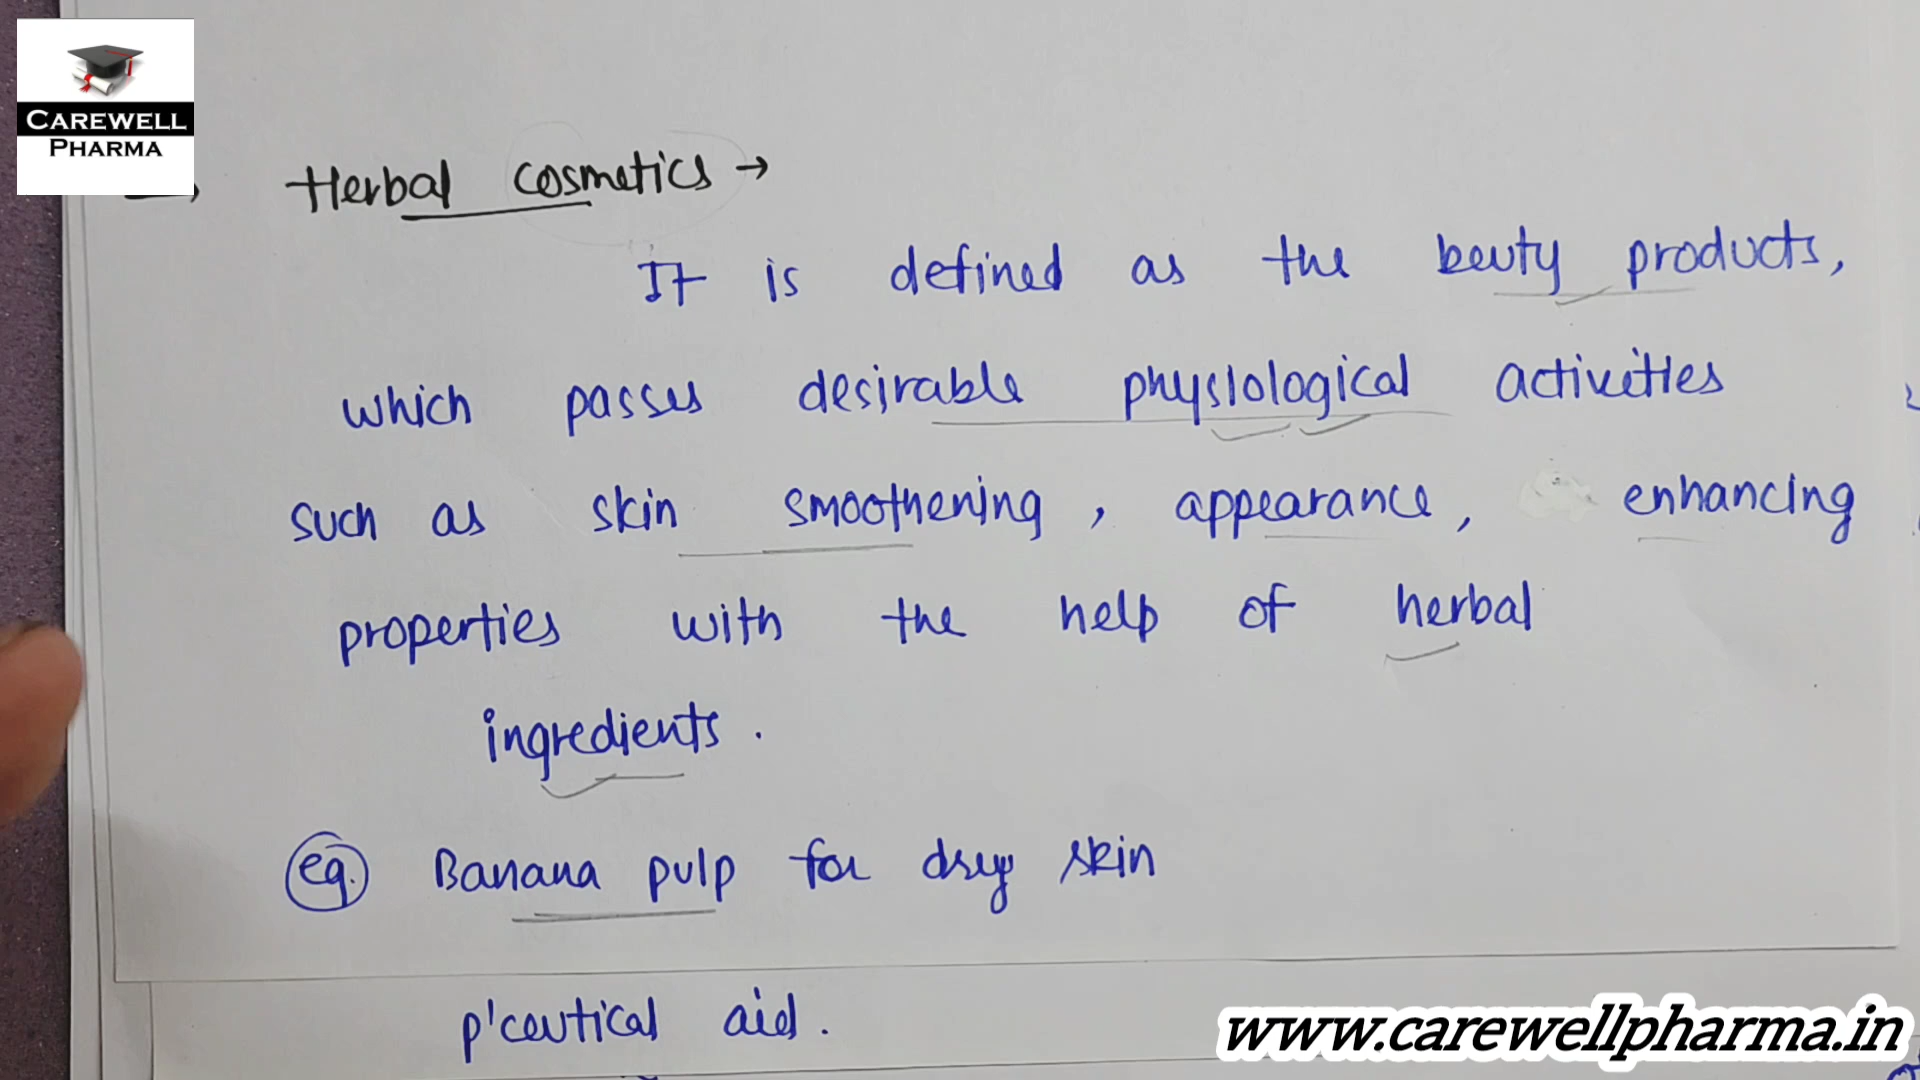 CAREWELL
PHARMA
Herbal cosmetics →
It is defined as the beuty products,
which passes desirable physiological activities
such as skin smoothening, appearance, enhancing
properties with the help of herbal
ingredients.
eg. Banana pulp for dry skin
p'ceutical aid.
www.carewellpharma.in